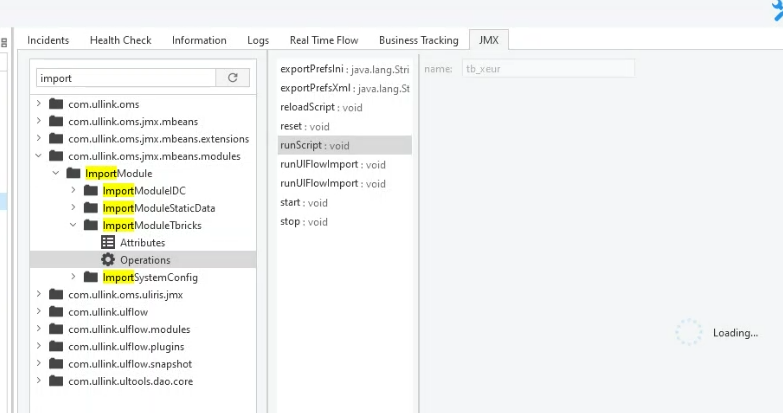 Incidents Health Check Information Logs Real Time Flow Business Tracking JMX
import
com.ullink.oms
com.ullink.oms.jmx.mbeans
com.ullink.oms.jmx.mbeans.extensions
com.ullink.oms.jmx.mbeans.modules
ImportModule
ImportModuleIDC
ImportModuleStaticData
ImportModuleTbricks
Attributes
Operations
ImportSystemConfig
com.ullink.oms.uliris.jmx
com.ullink.ulflow
com.ullink.ulflow.modules
com.ullink.ulflow.plugins
com.ullink.ulflow.snapshot
com.ullink.ultools.dao.core
exportPrefsIni : java.lang.Stri
exportPrefsXml : java.lang.St
reloadScript : void
reset : void
runScript : void
runUIFlowImport : void
runUIFlowImport : void
start : void
stop : void
name: tb_xeur
Loading...